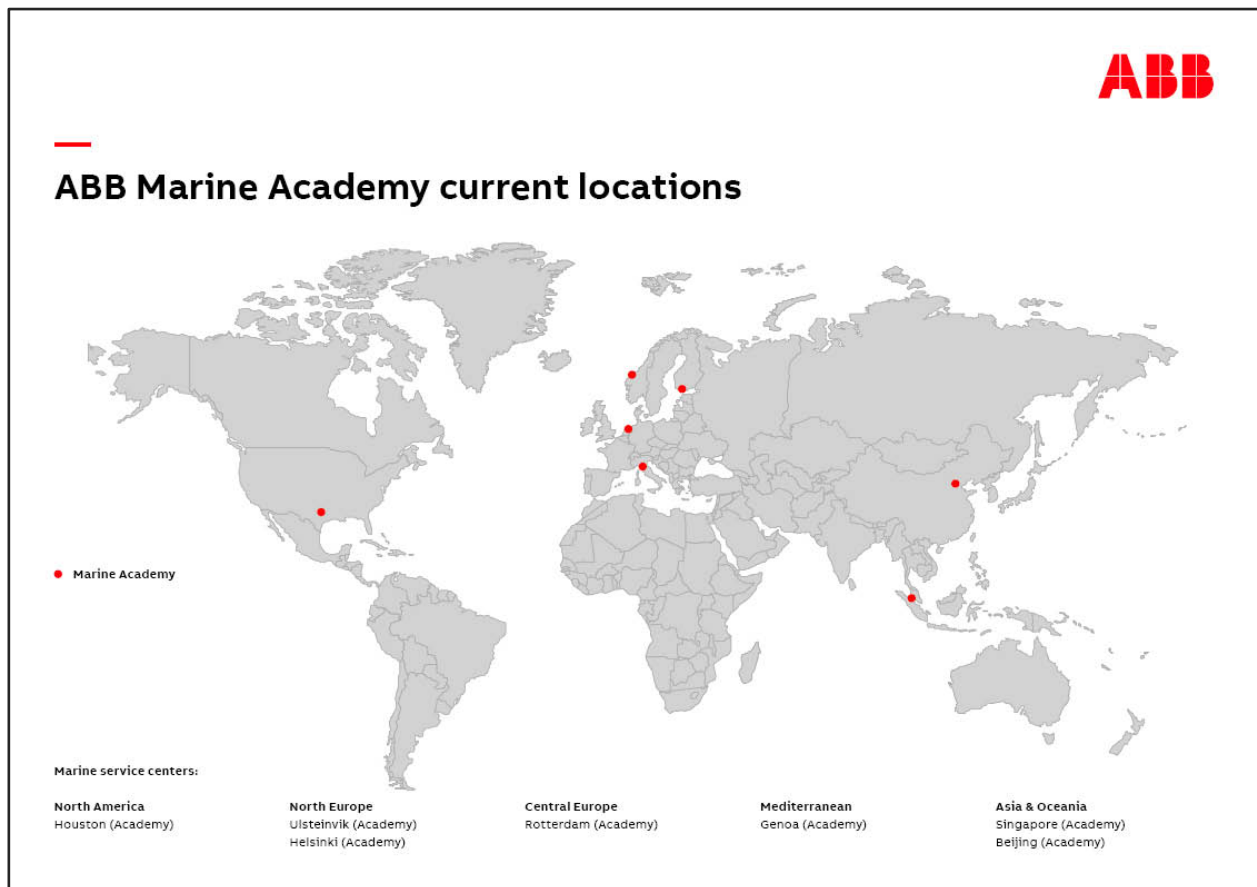 ABB
ABB Marine Academy current locations
Marine Academy
Marine service centers:
North America
Houston (Academy)
North Europe
Ulsteinvik (Academy)
Helsinki (Academy)
Central Europe
Rotterdam (Academy)
Mediterranean
Genoa (Academy)
Asia & Oceania
Singapore (Academy)
Beijing (Academy)